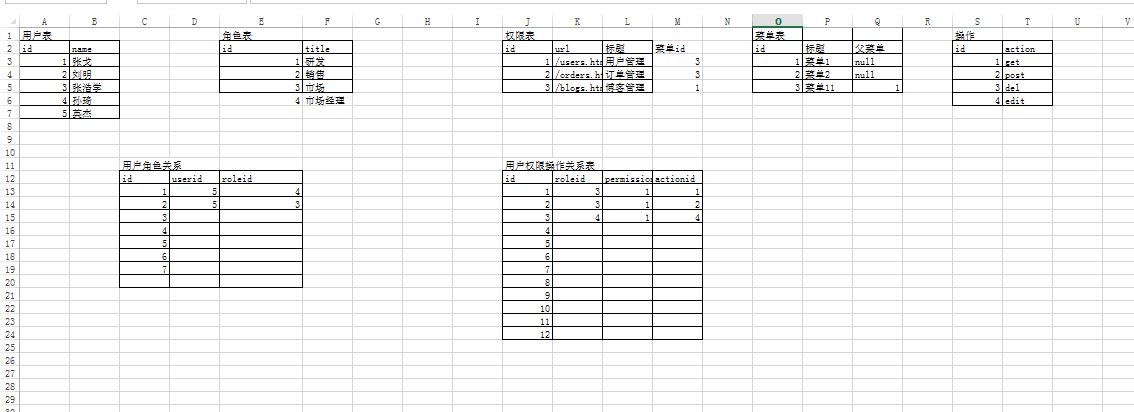 A B C D E F G H I J K L M N O P Q R S T U V
1 用户表 角色表 权限表 菜单表 操作
2 id name id title id url 标题 菜单id id 标题 父菜单 id action
3 1 张戈 1 研发 1 /users.htm 用户管理 3 1 菜单1 null 1 get
4 2 刘明 2 销售 2 /orders.ht 订单管理 3 2 菜单2 null 2 post
5 3 张浩学 3 市场 3 /blogs.htm 博客管理 1 3 菜单11 1 3 del
6 4 孙琦 4 市场经理 4 edit
7 5 英杰
8
9
10
11 用户角色关系 用户权限操作关系表
12 id userid roleid id roleid permission actionid
13 1 5 4 1 3 1 1
14 2 5 3 2 3 1 2
15 3 3 4 1 4
16 4 4
17 5 5
18 6 6
19 7 7
20 8
21 9
22 10
23 11
24 12
25
26
27
28
29